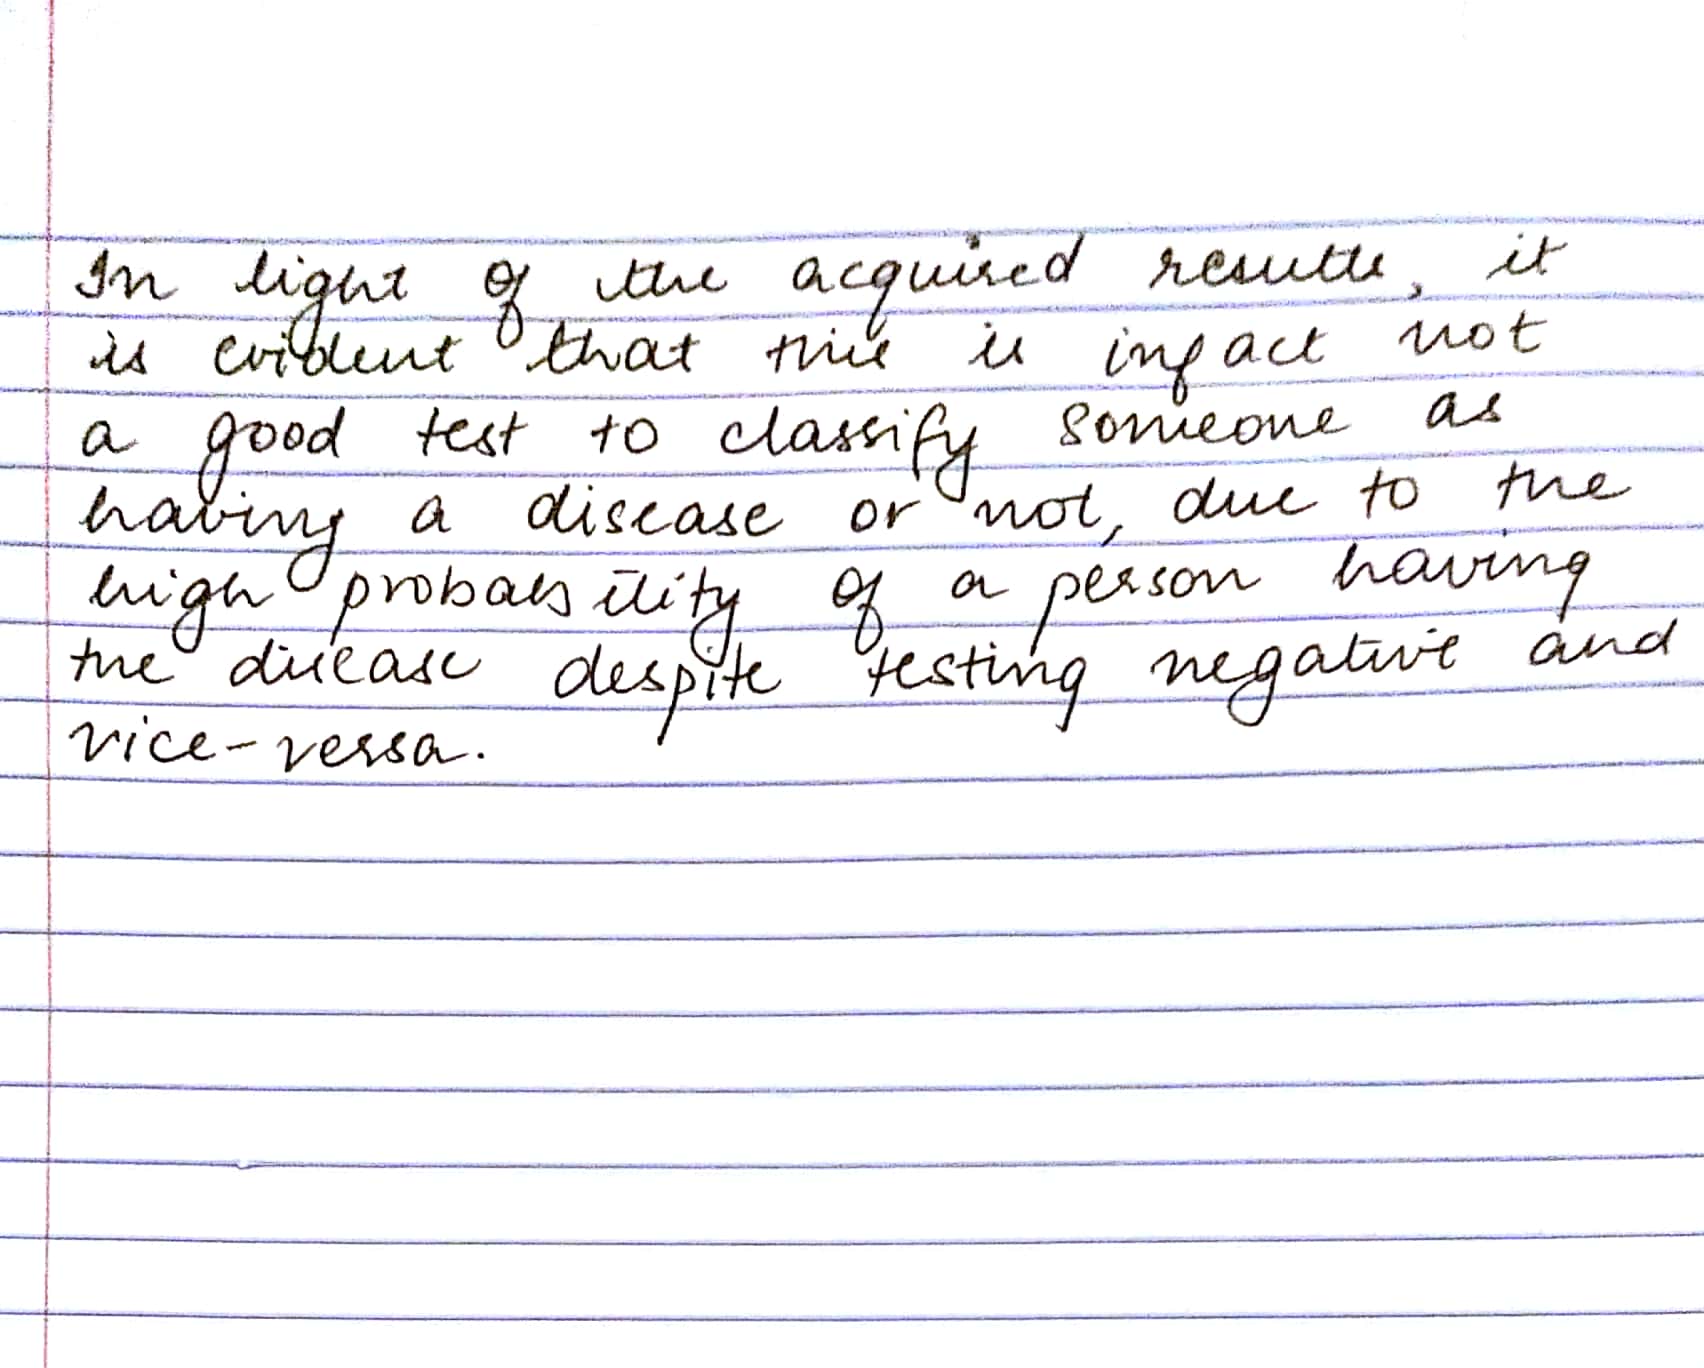 In light of the acquired results, it
is evident that this is infact not
a good test to classify someone as
having a disease or not, due to the
high probability of a person having
the disease despite testing negative and
vice-versa.